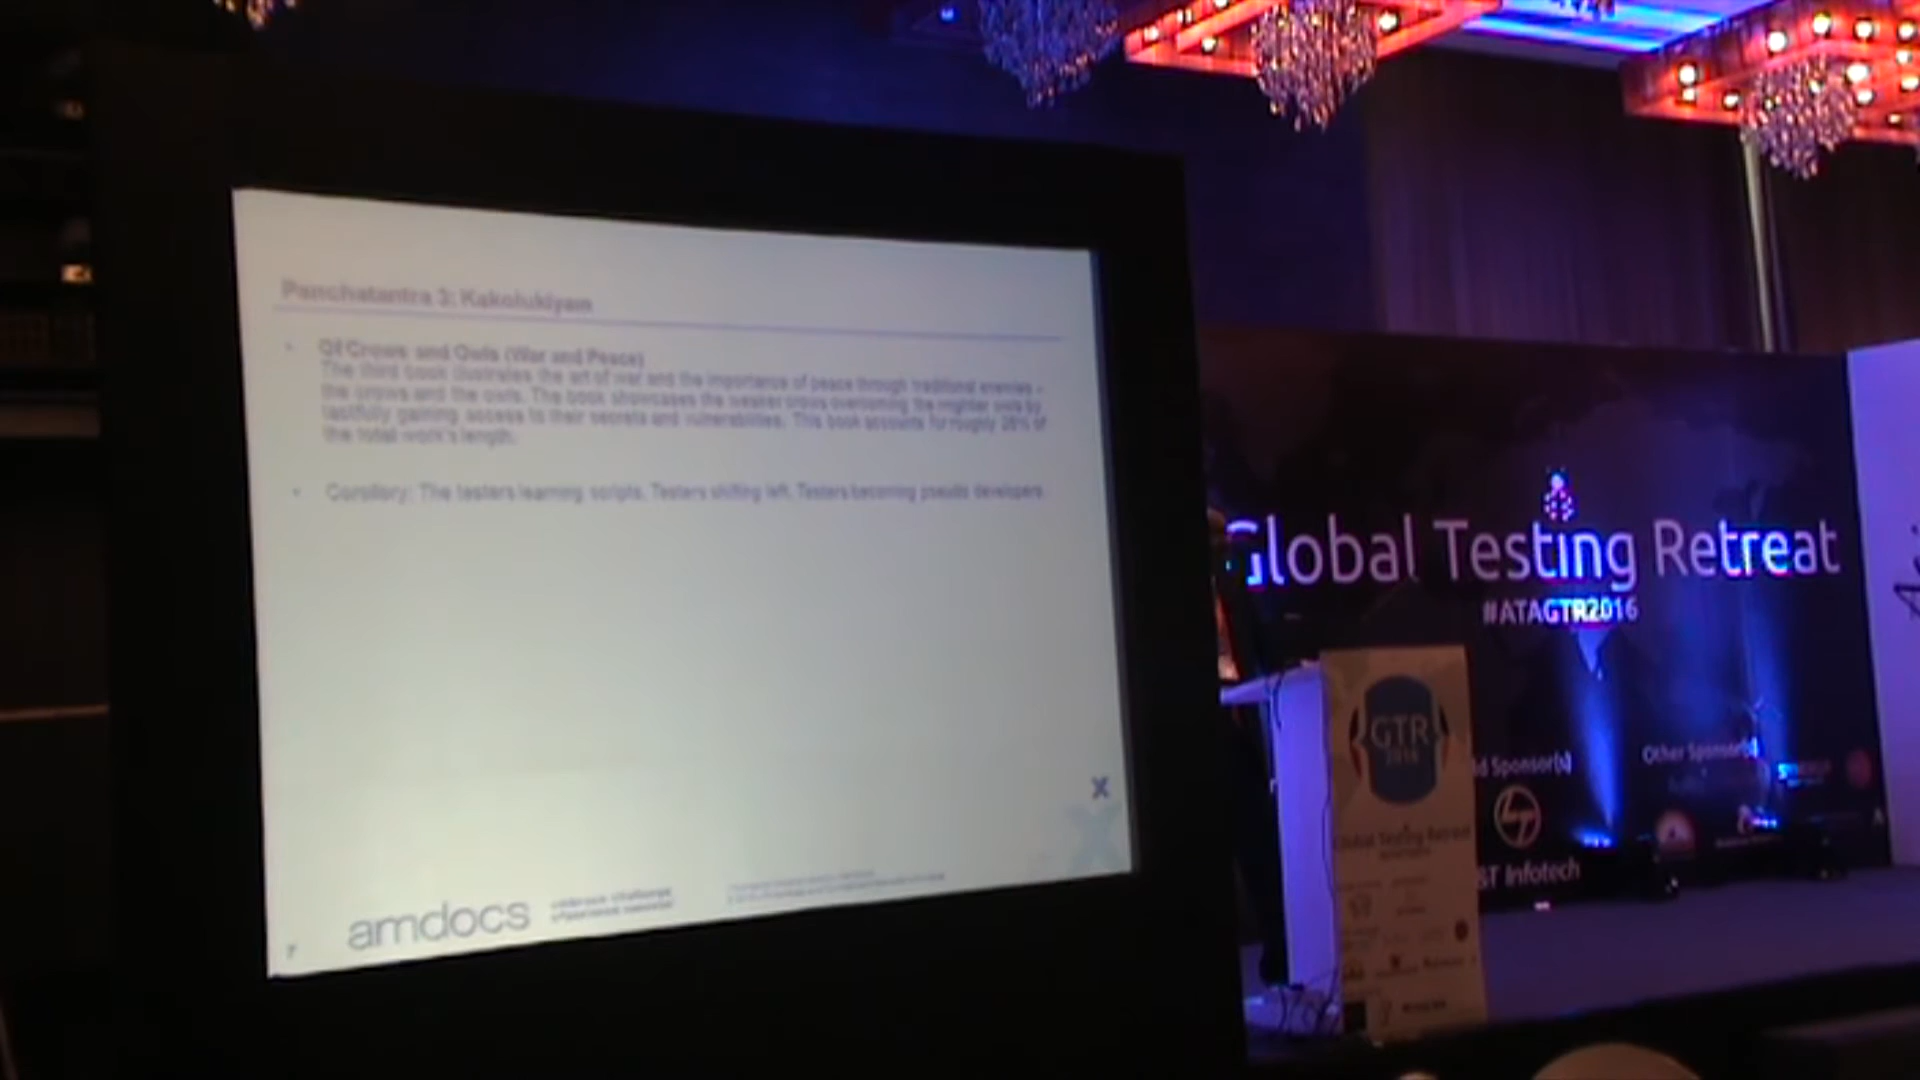 Panchatantra 3: Kakolukiyam
Of Crows and Owls (War and Peace)
The third book illustrates the art of war and the importance of peace through traditional enemies -
the crows and the owls. The book showcases the weaker crows overcoming the mightier owls by
tactfully gaining access to their secrets and vulnerabilities. This book accounts for roughly 26% of
the total work's length.
Corollary: The testers learning scripts. Testers shifting left. Testers becoming pseudo developers
amdocs
7
Global Testing Retreat
#ATAGTR2016
GTR
2016
Global Testing Retreat
Sponsor(s)
Other Sponsor(s)
&T Infotech